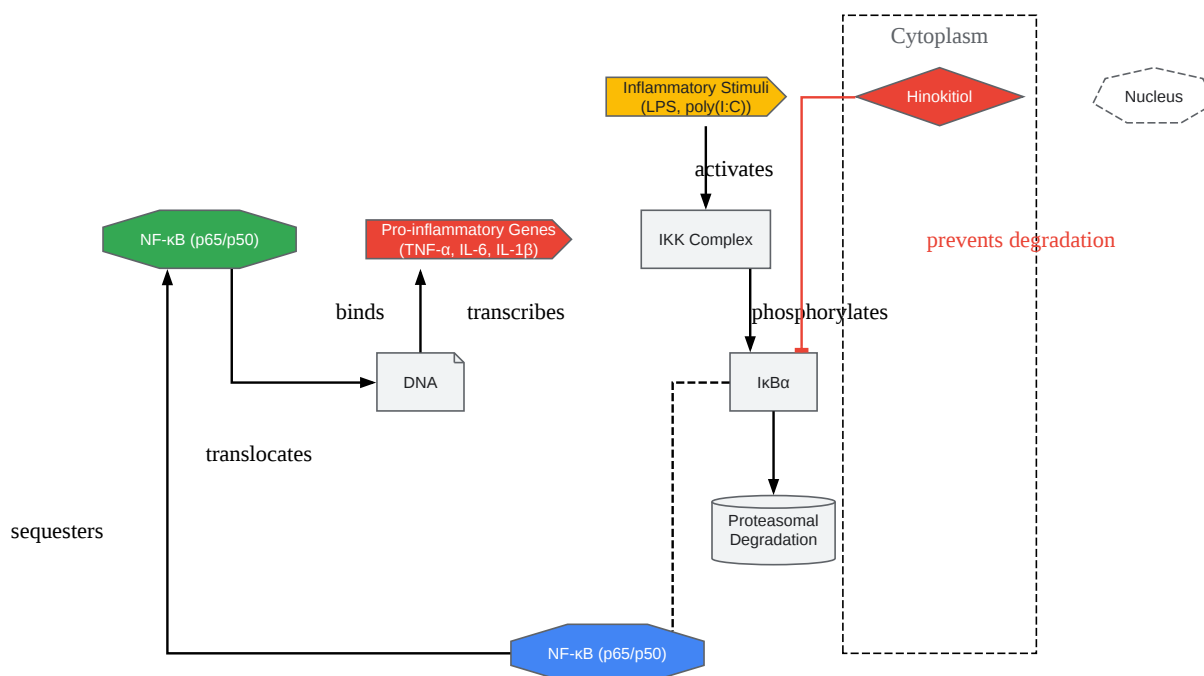 Cytoplasm
Inflammatory Stimuli
(LPS, poly(I:C))
Hinokitiol
Nucleus
activates
NF-κB (p65/p50)
Pro-inflammatory Genes
(TNF-α, IL-6, IL-1β)
IKK Complex
prevents degradation
binds
transcribes
phosphorylates
DNA
IκBα
translocates
sequesters
Proteasomal
Degradation
NF-κB (p65/p50)